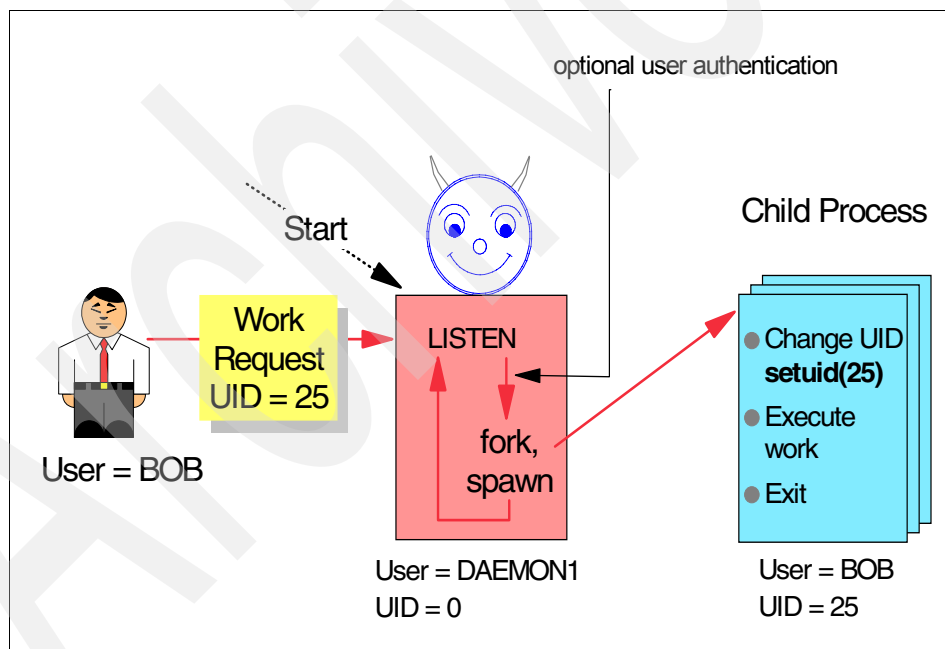 optional user authentication
Start
Child Process
Work
Request
UID = 25
LISTEN
fork,
spawn
Change UID
setuid(25)
Execute
work
Exit
User = BOB
User = DAEMON1
UID = 0
User = BOB
UID = 25
Archive